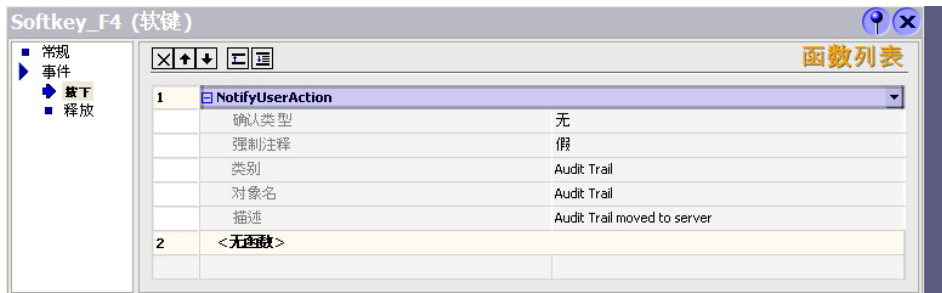 Softkey_F4 (软键)
常规
事件
按下
释放
函数列表
1 NotifyUserAction
确认类型 无
强制注释 假
类别 Audit Trail
对象名 Audit Trail
描述 Audit Trail moved to server
2 <无函数>